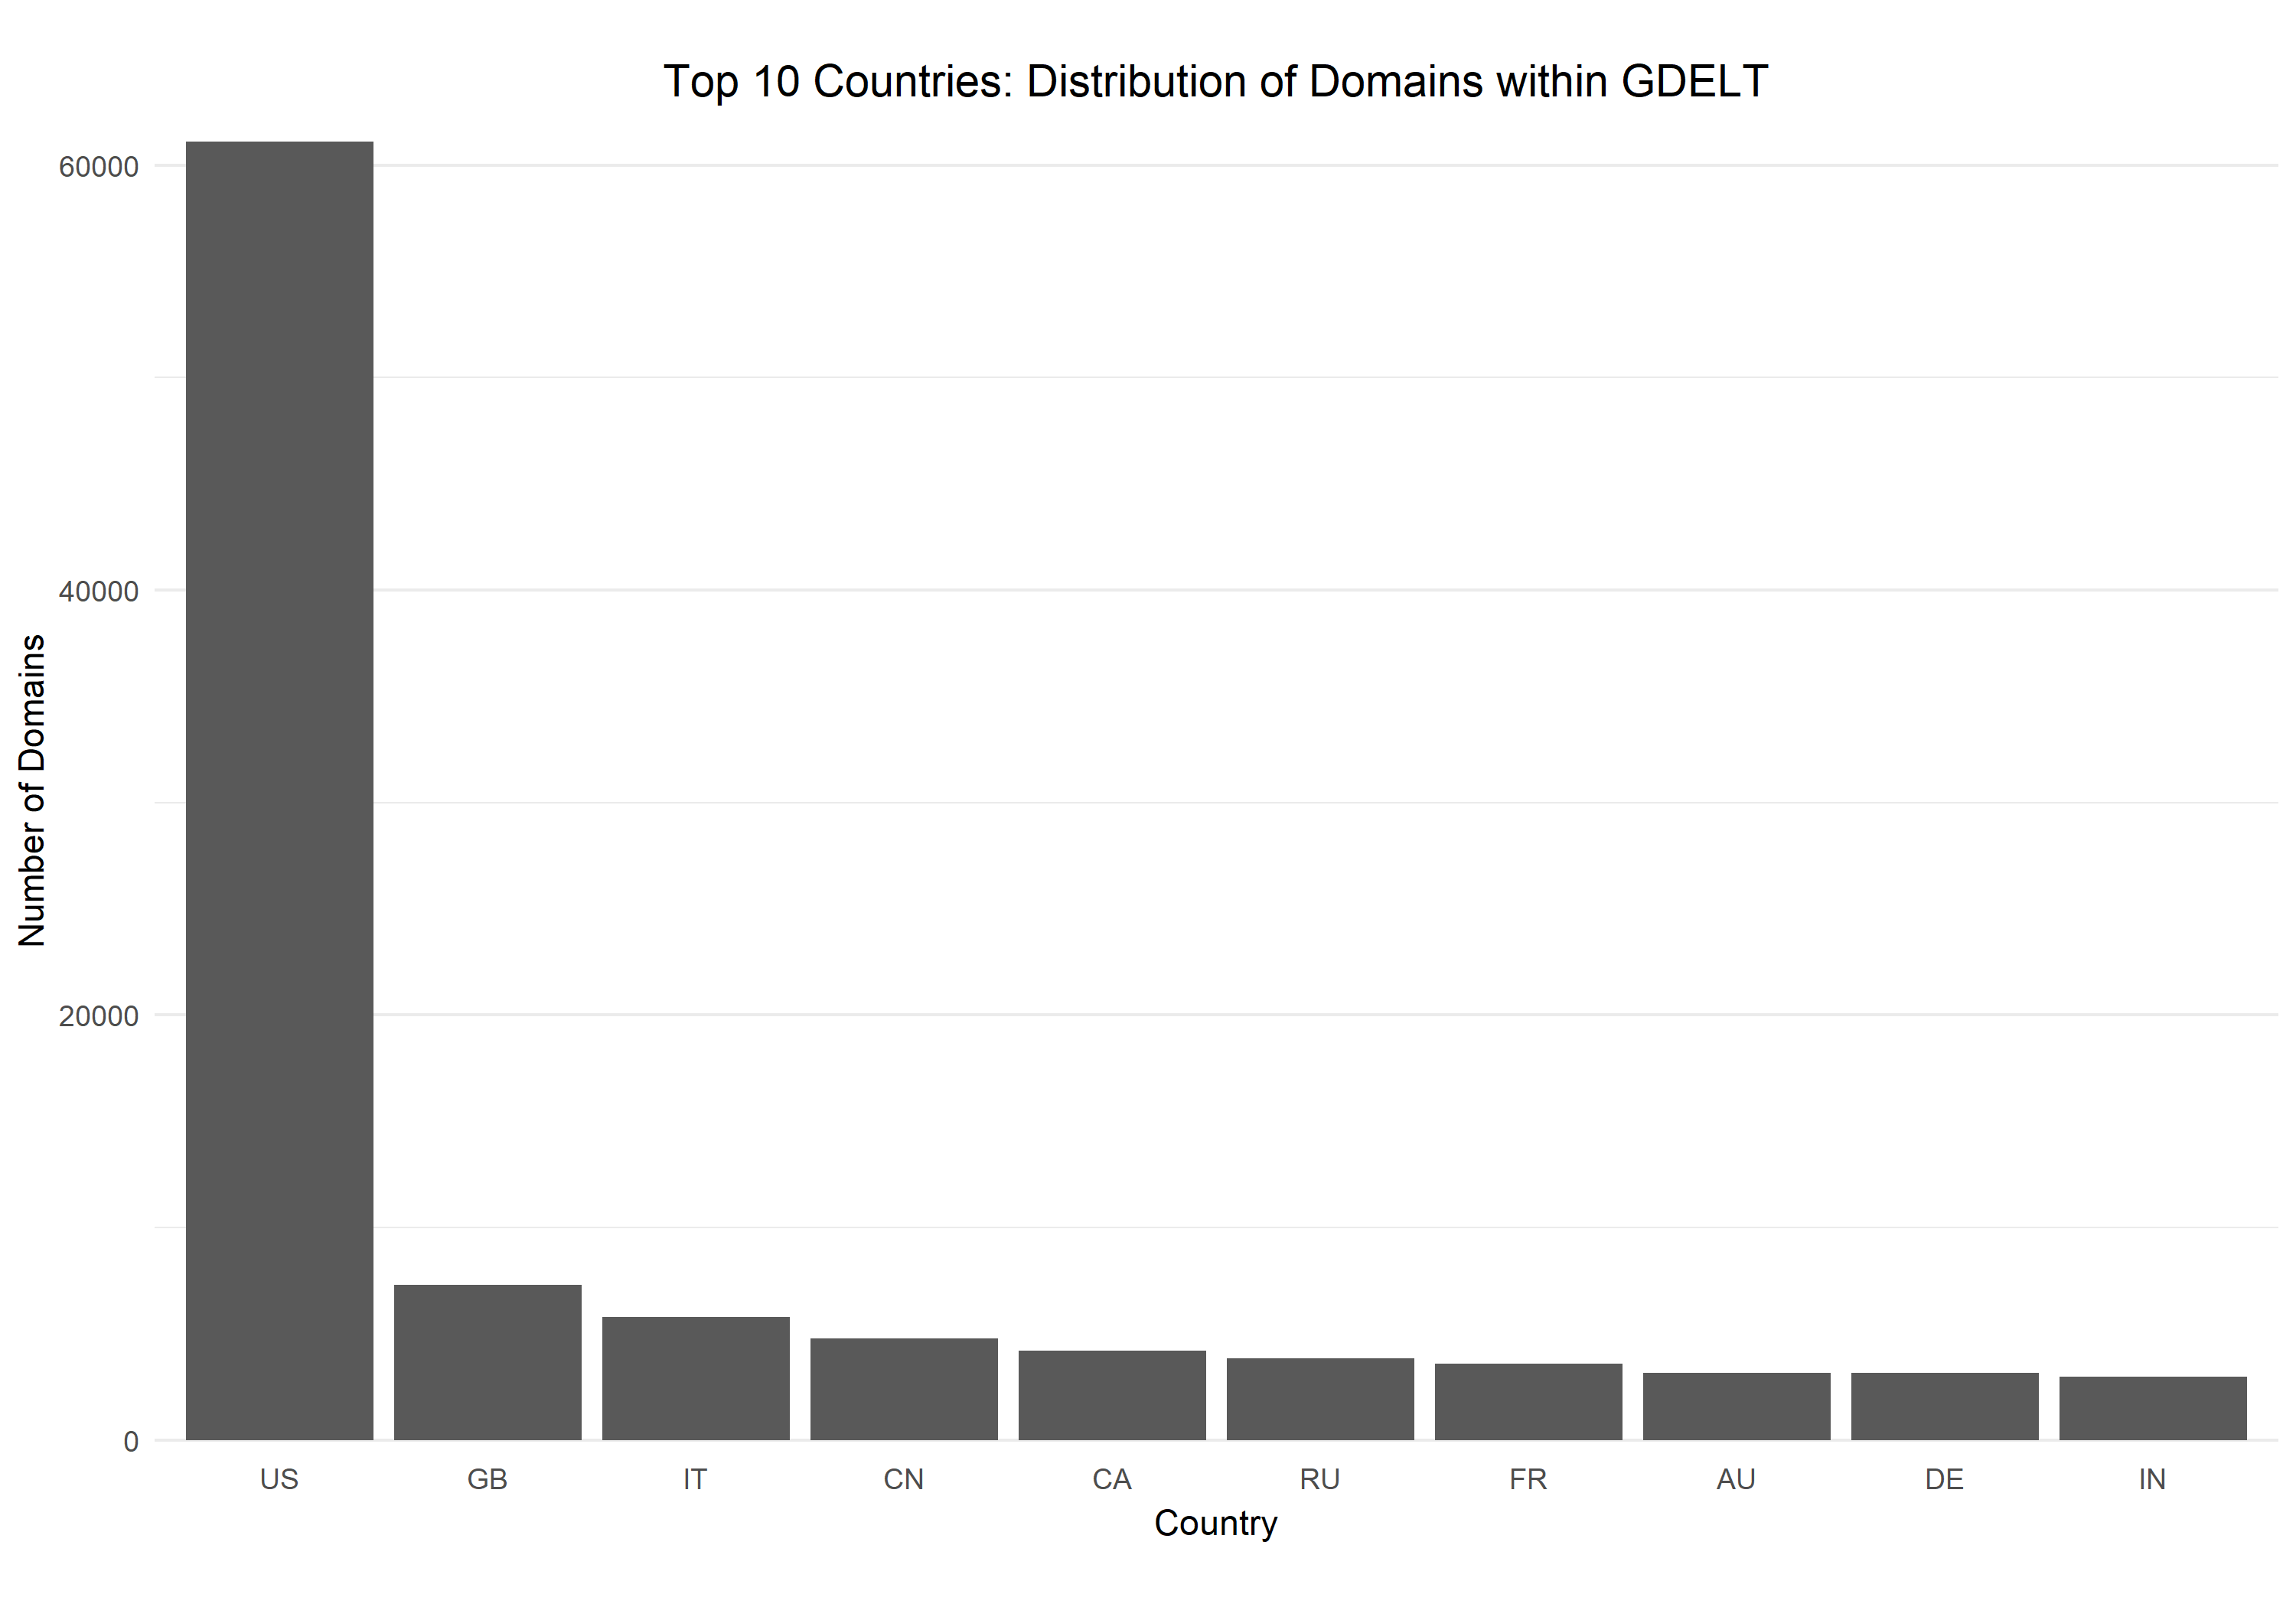 Top 10 Countries: Distribution of Domains within GDELT
Number of Domains
60000
40000
20000
0
US GB IT CN CA RU FR AU DE IN
Country